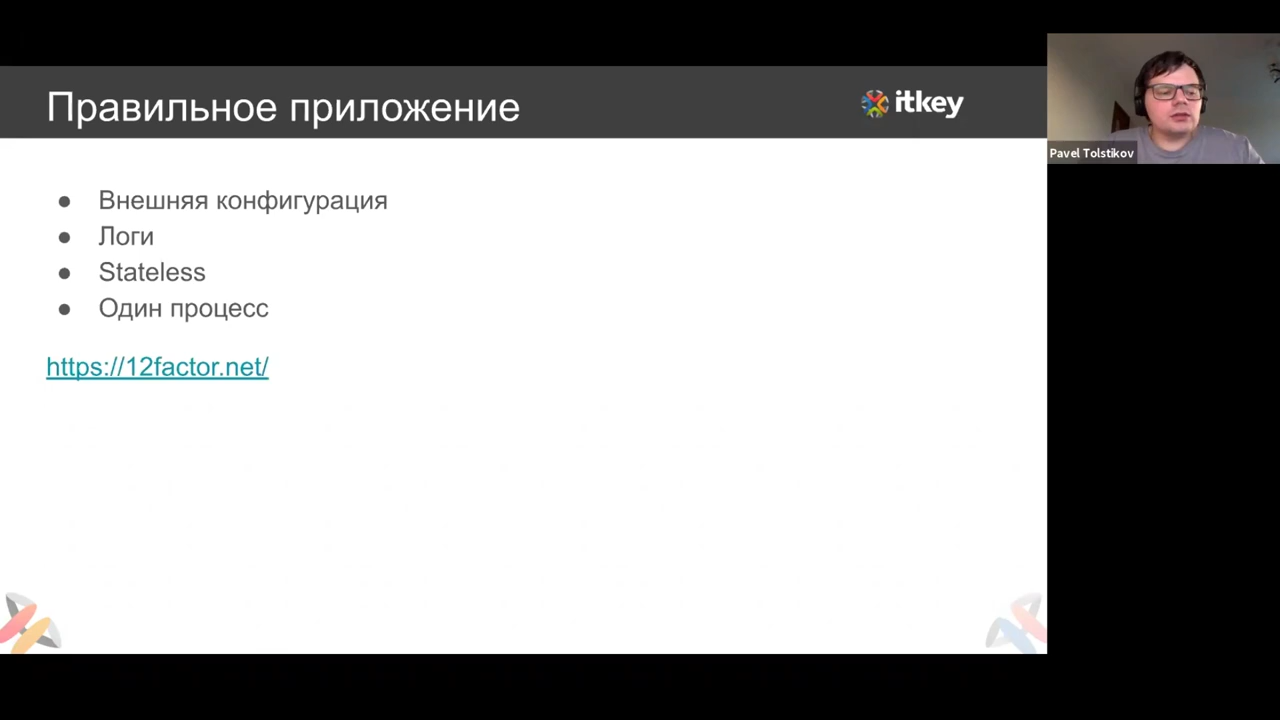 Правильное приложение
itkey
Pavel Tolstikov
● Внешняя конфигурация
● Логи
● Stateless
● Один процесс
https://12factor.net/